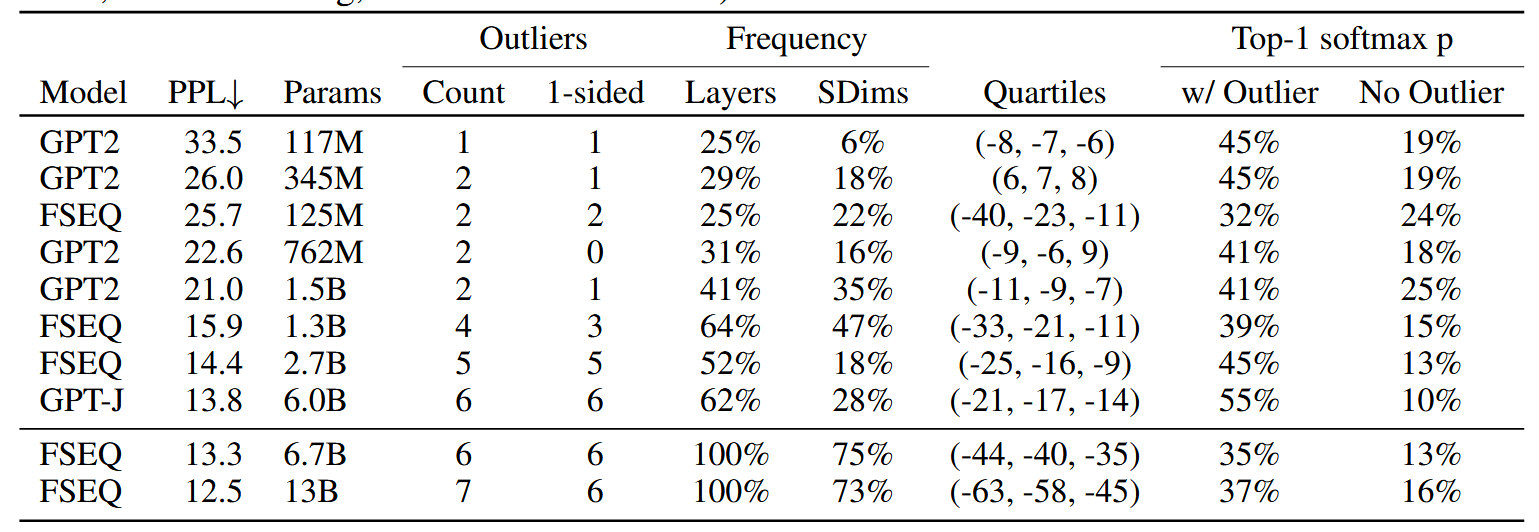 Outliers Frequency Top-1 softmax p
Model PPL↓ Params Count 1-sided Layers SDims Quartiles w/ Outlier No Outlier
GPT2 33.5 117M 1 1 25% 6% (-8, -7, -6) 45% 19%
GPT2 26.0 345M 2 1 29% 18% (6, 7, 8) 45% 19%
FSEQ 25.7 125M 2 2 25% 22% (-40, -23, -11) 32% 24%
GPT2 22.6 762M 2 0 31% 16% (-9, -6, 9) 41% 18%
GPT2 21.0 1.5B 2 1 41% 35% (-11, -9, -7) 41% 25%
FSEQ 15.9 1.3B 4 3 64% 47% (-33, -21, -11) 39% 15%
FSEQ 14.4 2.7B 5 5 52% 18% (-25, -16, -9) 45% 13%
GPT-J 13.8 6.0B 6 6 62% 28% (-21, -17, -14) 55% 10%
FSEQ 13.3 6.7B 6 6 100% 75% (-44, -40, -35) 35% 13%
FSEQ 12.5 13B 7 6 100% 73% (-63, -58, -45) 37% 16%